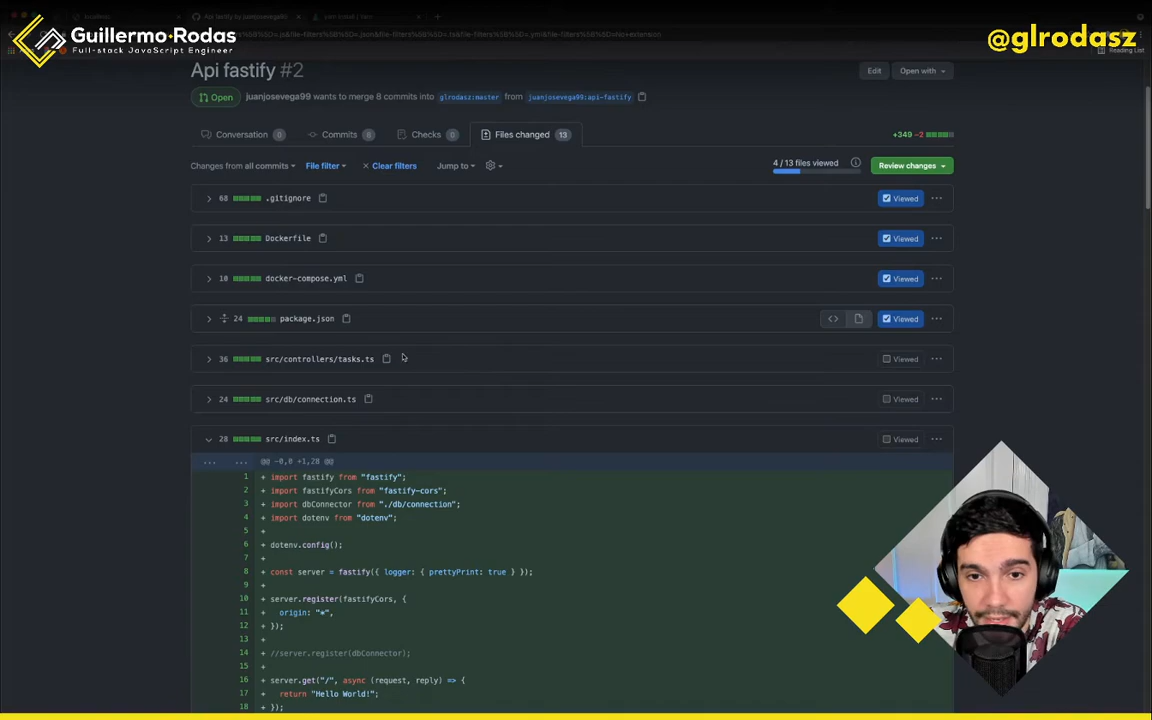 Guillermo·Rodas
Full-stack JavaScript Engineer
@glrodasz
Reading List
Api fastify #2
Edit
Open with
Open
juanjosevega99 wants to merge 8 commits into glrodasz:master from juanjosevega99:api-fastify
Conversation 0
Commits 8
Checks 0
Files changed 13
+349 −2
Changes from all commits
File filter
× Clear filters
Jump to
4 / 13 files viewed
Review changes
68 .gitignore
Viewed
13 Dockerfile
Viewed
10 docker-compose.yml
Viewed
24 package.json
Viewed
36 src/controllers/tasks.ts
Viewed
24 src/db/connection.ts
Viewed
28 src/index.ts
Viewed
... ... @@ -0,0 +1,28 @@
1 + import fastify from "fastify";
2 + import fastifyCors from "fastify-cors";
3 + import dbConnector from "./db/connection";
4 + import dotenv from "dotenv";
5 +
6 + dotenv.config();
7 +
8 + const server = fastify({ logger: { prettyPrint: true } });
9 +
10 + server.register(fastifyCors, {
11 + origin: "*",
12 + });
13 +
14 + //server.register(dbConnector);
15 +
16 + server.get("/", async (request, reply) => {
17 + return "Hello World!";
18 + });